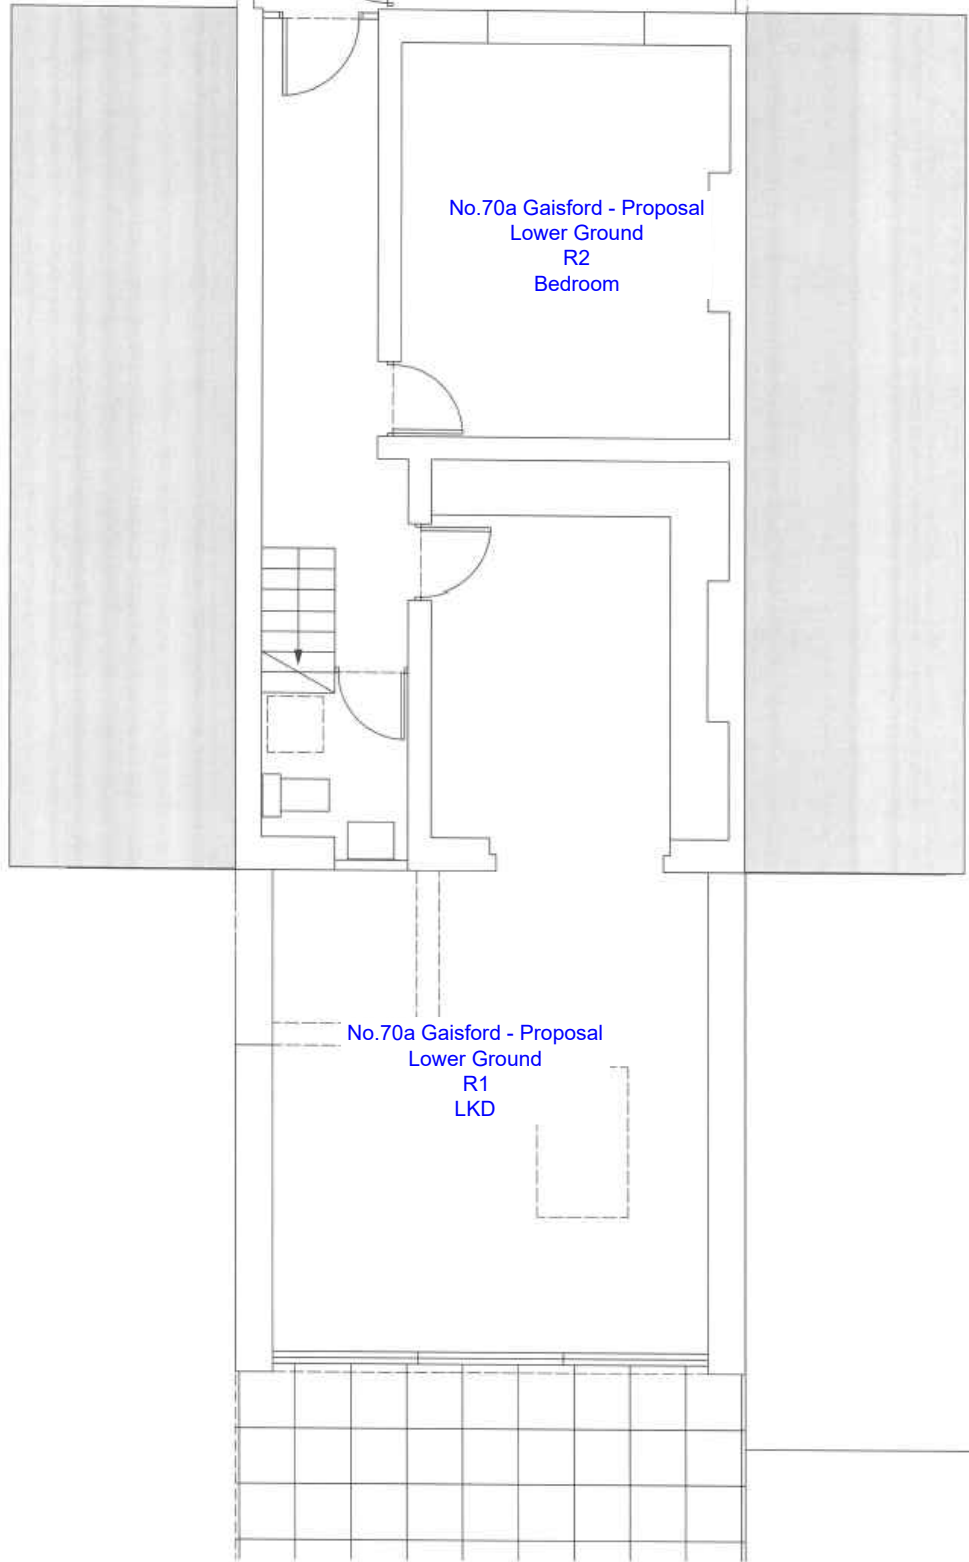 No.70a Gaisford - Proposal
Lower Ground
R2
Bedroom
No.70a Gaisford - Proposal
Lower Ground
R1
LKD